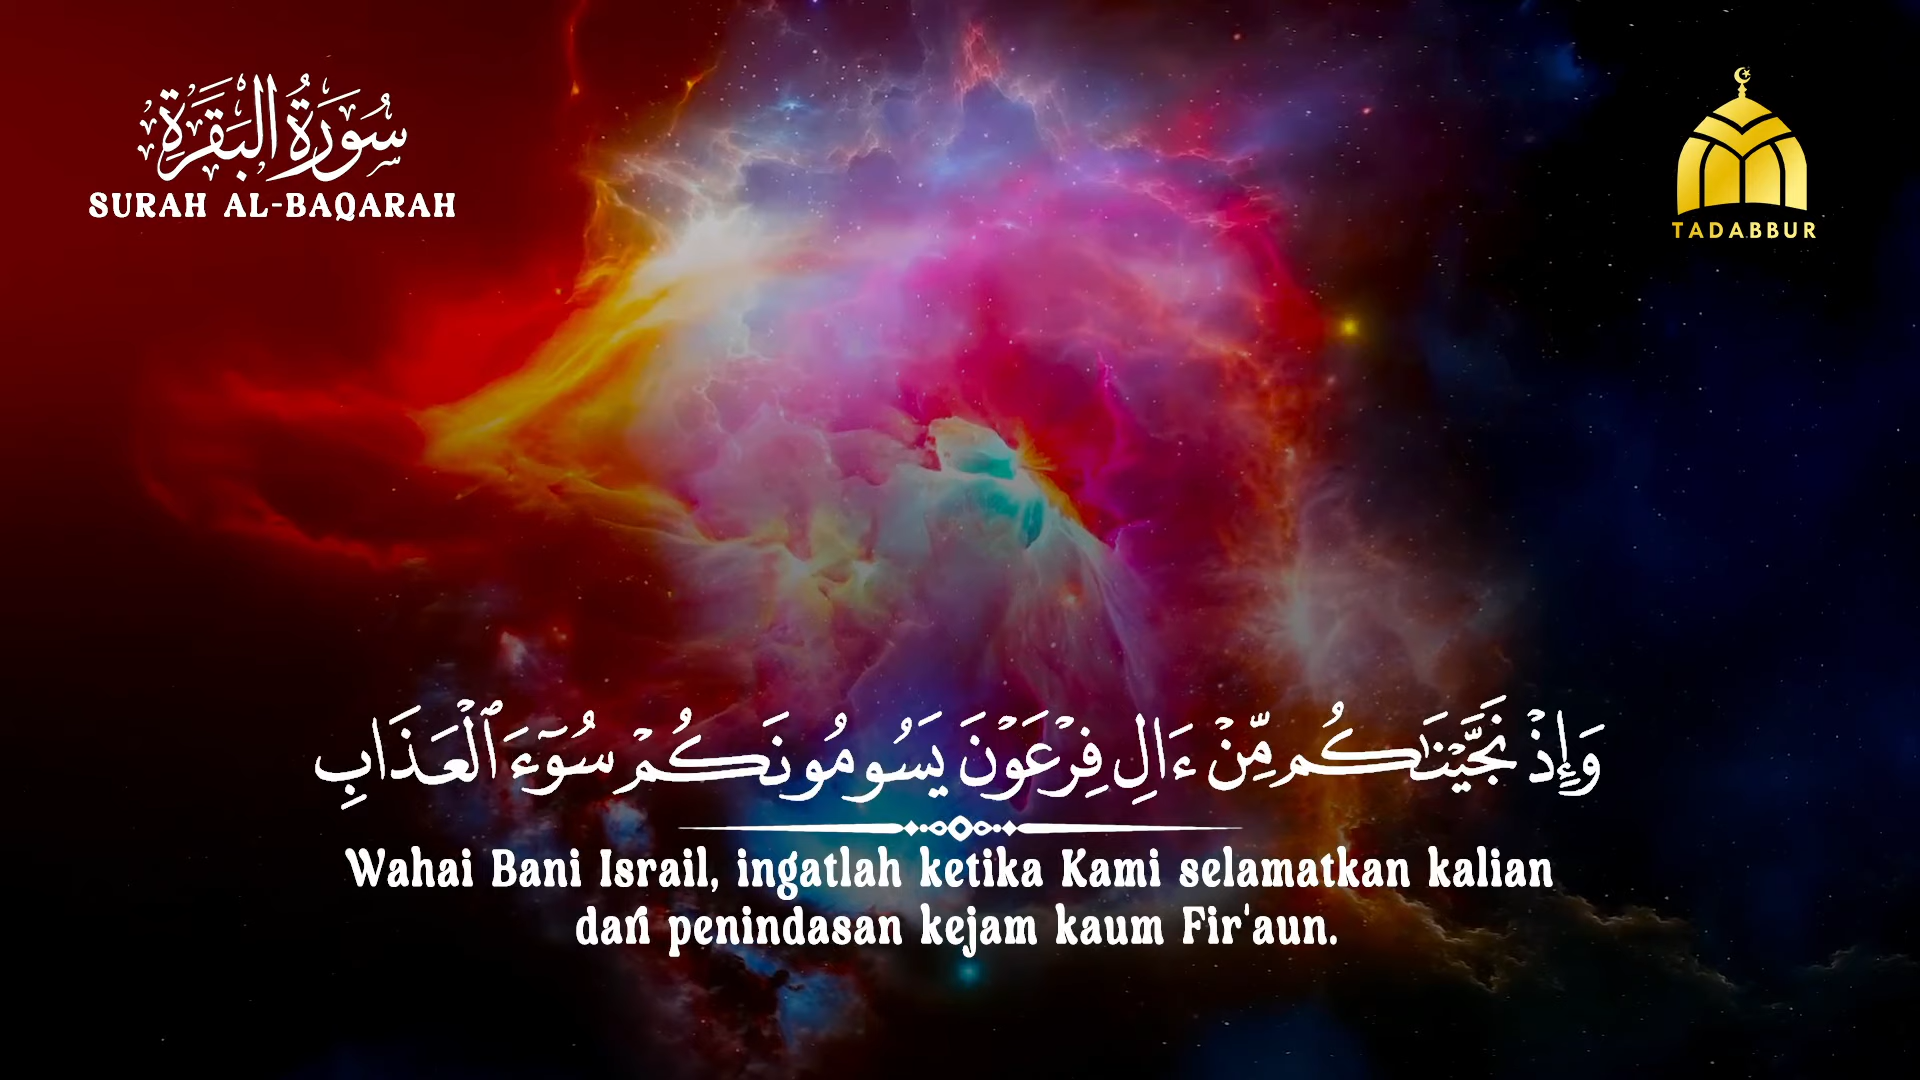 سُورَةُ البَقَرَةِ
SURAH AL-BAQARAH
TADABBUR
وَإِذْ نَجَّيْنَٰكُم مِّنْ ءَالِ فِرْعَوْنَ يَسُومُونَكُمْ سُوٓءَ ٱلْعَذَابِ
Wahai Bani Israil, ingatlah ketika Kami selamatkan kalian
dari penindasan kejam kaum Fir'aun.